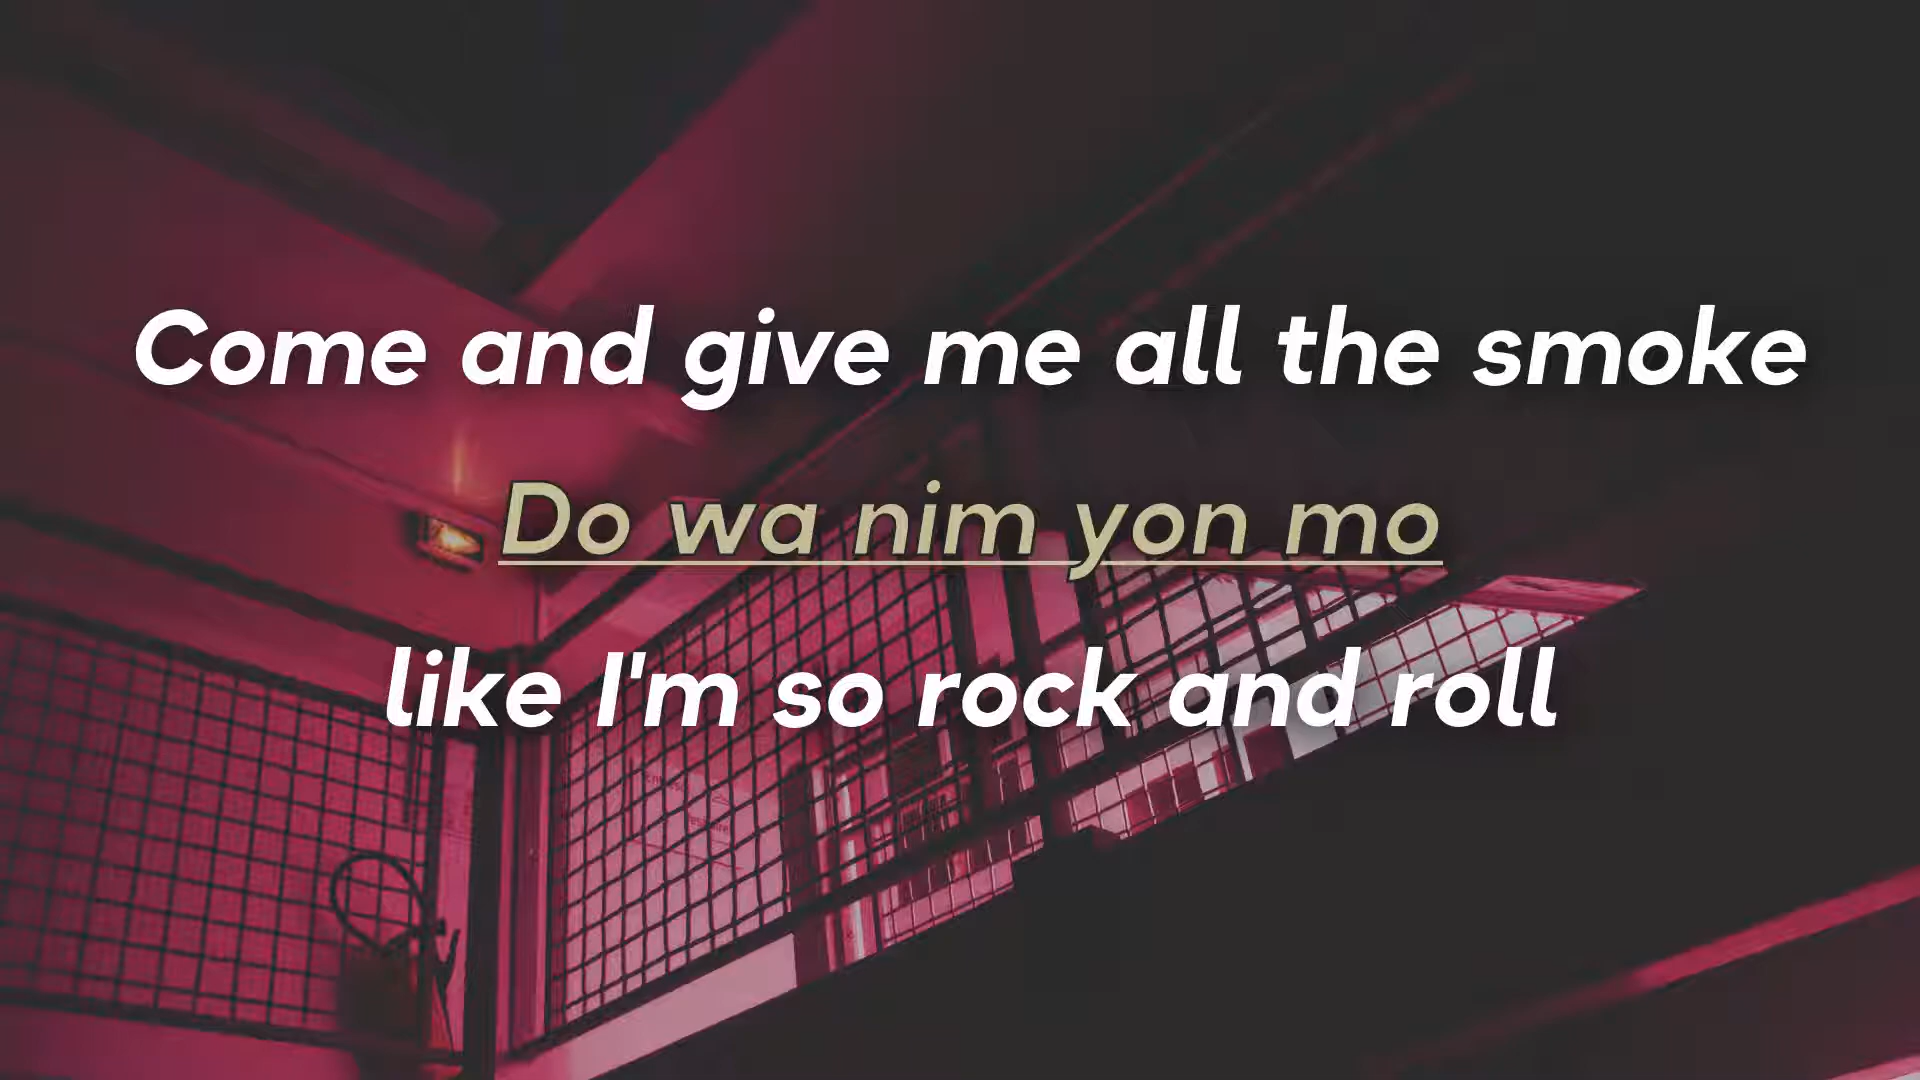 Come and give me all the smoke
Do wa nim yon mo
like I'm so rock and roll